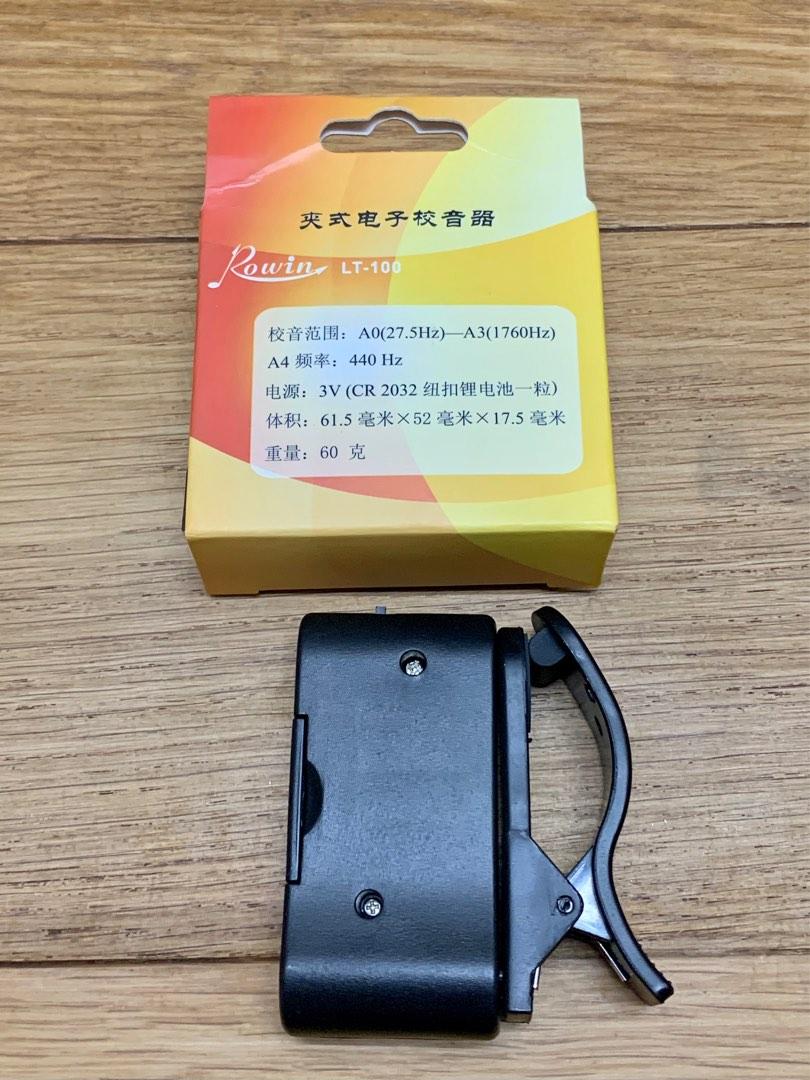 夹式电子校音器
Rowin LT-100
校音范围：A0(27.5Hz)—A3(1760Hz)
A4 频率：440 Hz
电源：3V (CR 2032 纽扣锂电池一粒)
体积：61.5 毫米×52 毫米×17.5 毫米
重量：60 克